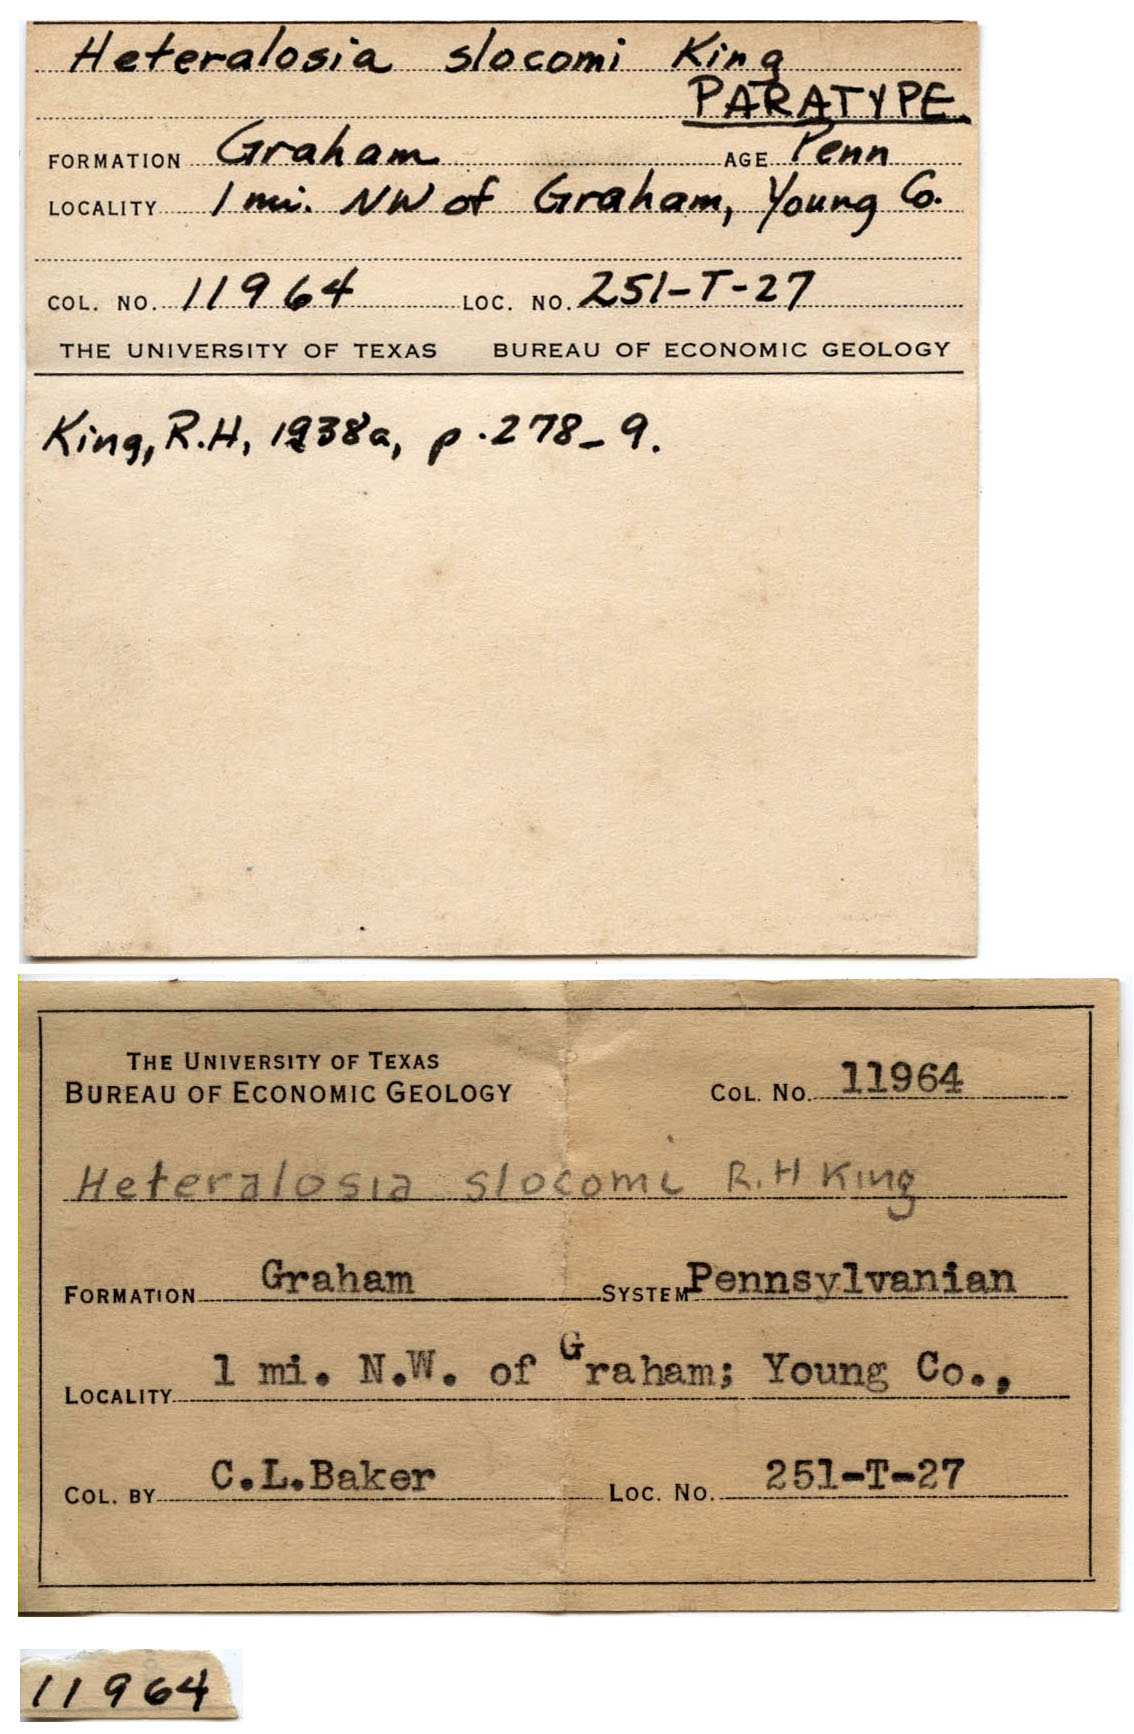 Heteralosia slocomi King
PARATYPE
FORMATION Graham AGE Penn
LOCALITY 1 mi. NW of Graham, Young Co.
COL. NO. 11964 LOC. NO. 251-T-27
THE UNIVERSITY OF TEXAS BUREAU OF ECONOMIC GEOLOGY
King, R.H, 1938a, p.278-9.
THE UNIVERSITY OF TEXAS
BUREAU OF ECONOMIC GEOLOGY COL. NO. 11964
Heteralosia slocomi R.H King
FORMATION Graham SYSTEM Pennsylvanian
LOCALITY 1 mi. N.W. of Graham; Young Co.,
COL. BY C.L.Baker LOC. NO. 251-T-27
11964